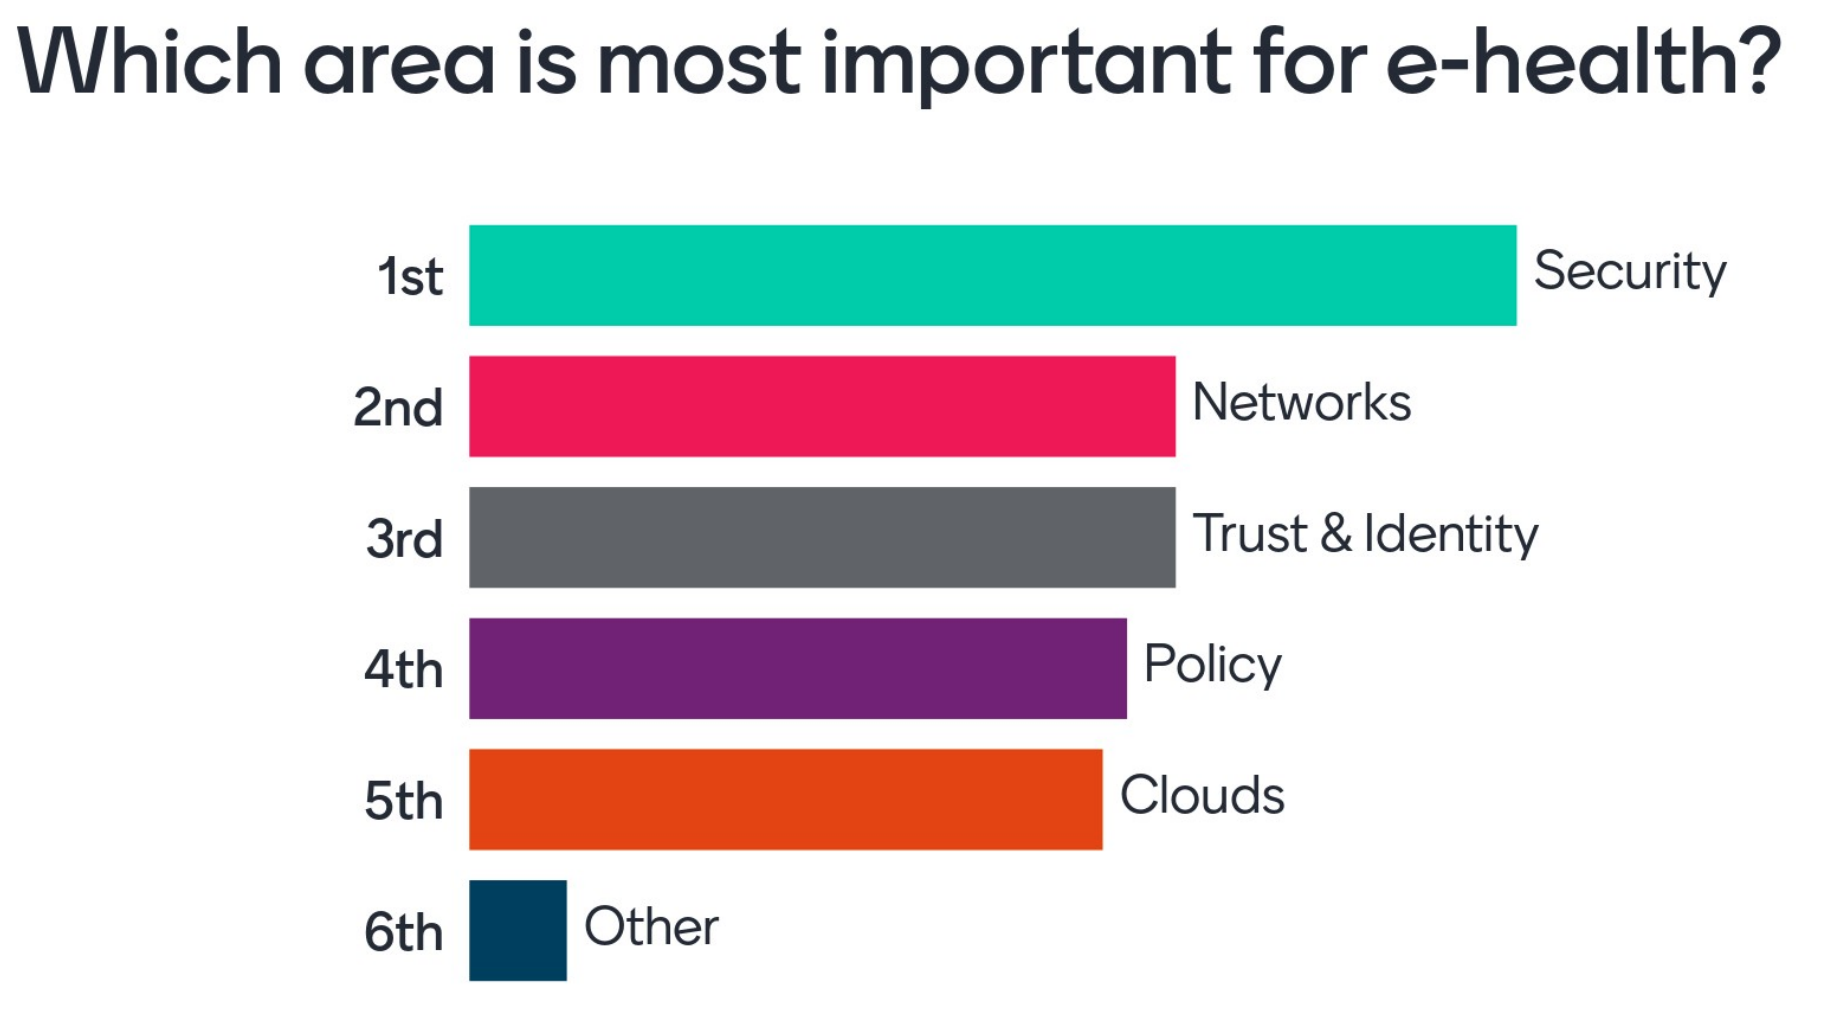 Which area is most important for e-health?
1st Security
2nd Networks
3rd Trust & Identity
4th Policy
5th Clouds
6th Other